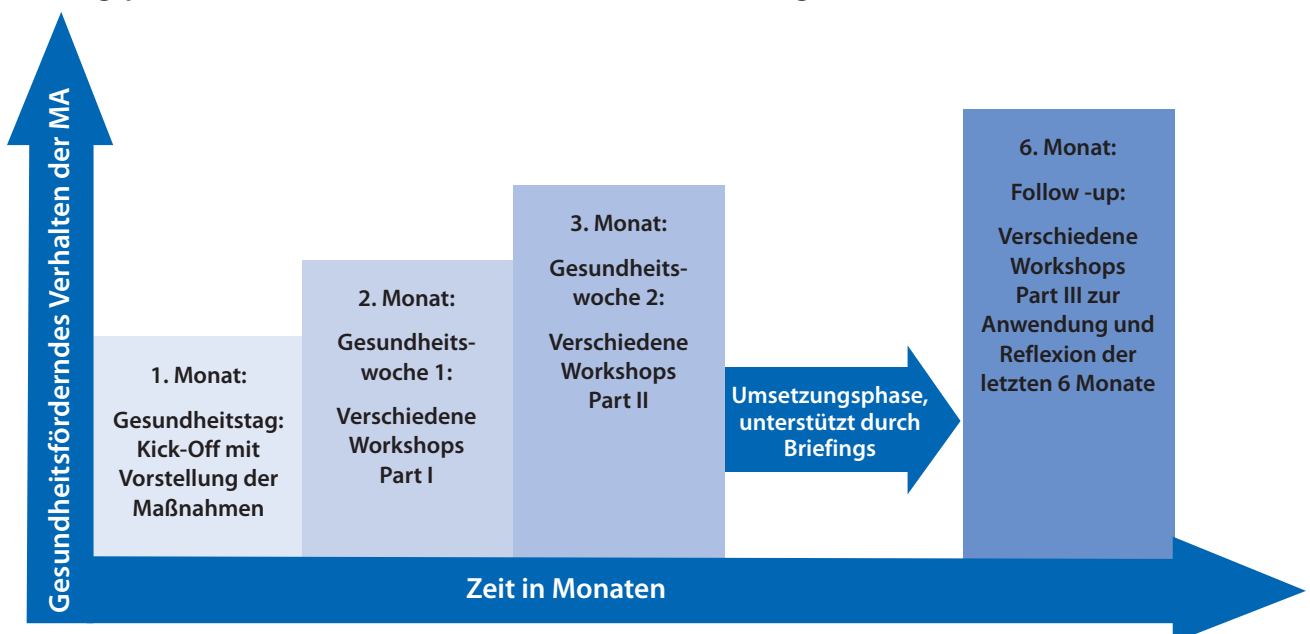 Gesundheitsförderndes Verhalten der MA
1. Monat:
Gesundheitstag:
Kick-Off mit
Vorstellung der
Maßnahmen
2. Monat:
Gesundheits-
woche 1:
Verschiedene
Workshops
Part I
3. Monat:
Gesundheits-
woche 2:
Verschiedene
Workshops
Part II
Umsetzungsphase,
unterstützt durch
Briefings
6. Monat:
Follow -up:
Verschiedene
Workshops
Part III zur
Anwendung und
Reflexion der
letzten 6 Monate
Zeit in Monaten